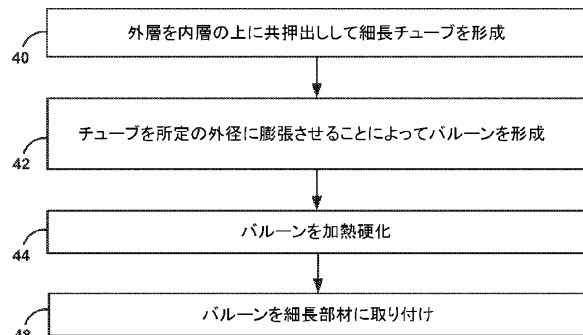 外層を内層の上に共押出しして細長チューブを形成
40
チューブを所定の外径に膨張させることによってバルーンを形成
42
バルーンを加熱硬化
44
バルーンを細長部材に取り付け